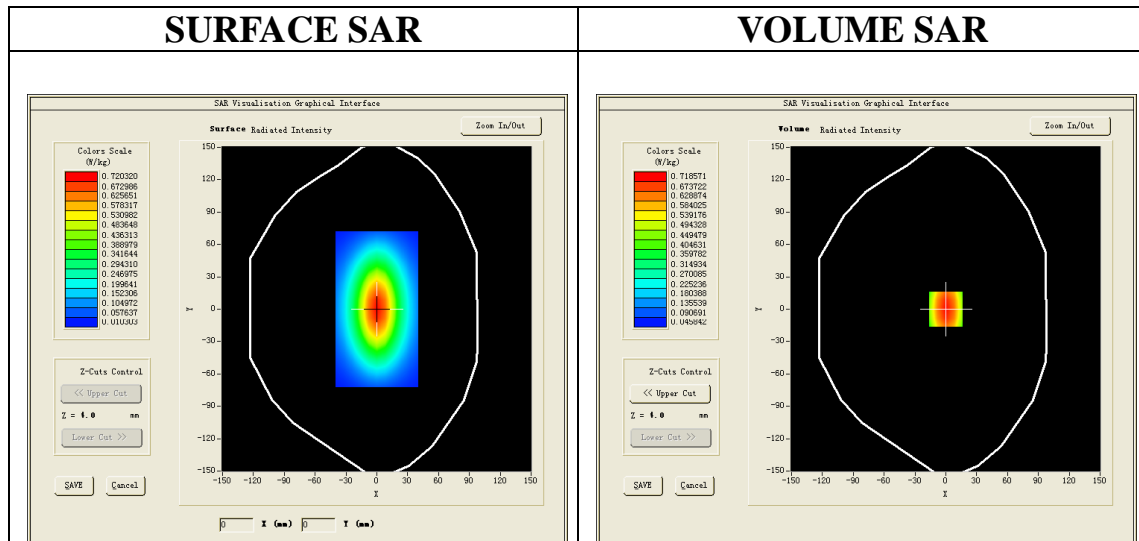 SURFACE SAR
SAR Visualisation Graphical Interface
Surface Radiated Intensity
Zoom In/Out
Colors Scale
(W/kg)
0.720320
0.672986
0.625651
0.578317
0.530982
0.483648
0.436313
0.388979
0.341644
0.294310
0.246975
0.199641
0.152306
0.104972
0.057637
0.010303
150
120
90
60
30
0
-30
-60
-90
-120
-150
Y
-150 -120 -90 -60 -30 0 30 60 90 120 150
X
Z-Cuts Control
<< Upper Cut
Z = 4.0 mm
Lower Cut >>
SAVE Cancel
0 X (mm) 0 Y (mm)
VOLUME SAR
SAR Visualisation Graphical Interface
Volume Radiated Intensity
Zoom In/Out
Colors Scale
(W/kg)
0.718571
0.673722
0.628874
0.584025
0.539176
0.494328
0.449479
0.404631
0.359782
0.314934
0.270085
0.225236
0.180388
0.135539
0.090691
0.045842
150
120
90
60
30
0
-30
-60
-90
-120
-150
Y
-150 -120 -90 -60 -30 0 30 60 90 120 150
X
Z-Cuts Control
<< Upper Cut
Z = 4.0 mm
Lower Cut >>
SAVE Cancel